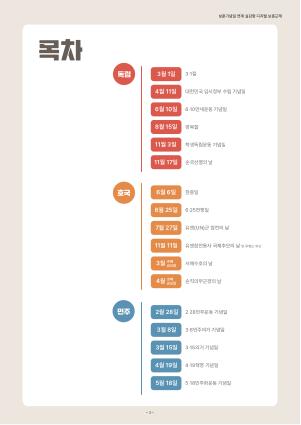 보훈기념일 연계 실감형 디지털 보훈교재
목차
독립
3월 1일 3·1절
4월 11일 대한민국 임시정부 수립 기념일
6월 10일 6·10만세운동 기념일
8월 15일 광복절
11월 3일 학생독립운동 기념일
11월 17일 순국선열의 날
호국
6월 6일 현충일
6월 25일 6·25전쟁일
7월 27일 유엔(UN)군 참전의 날
11월 11일 유엔참전용사 국제추모의 날
3월 서해수호의 날
4월 순직의무군경의 날
민주
2월 28일 2·28민주운동 기념일
3월 8일 3·8민주의거 기념일
3월 15일 3·15의거 기념일
4월 19일 4·19혁명 기념일
5월 18일 5·18민주화운동 기념일